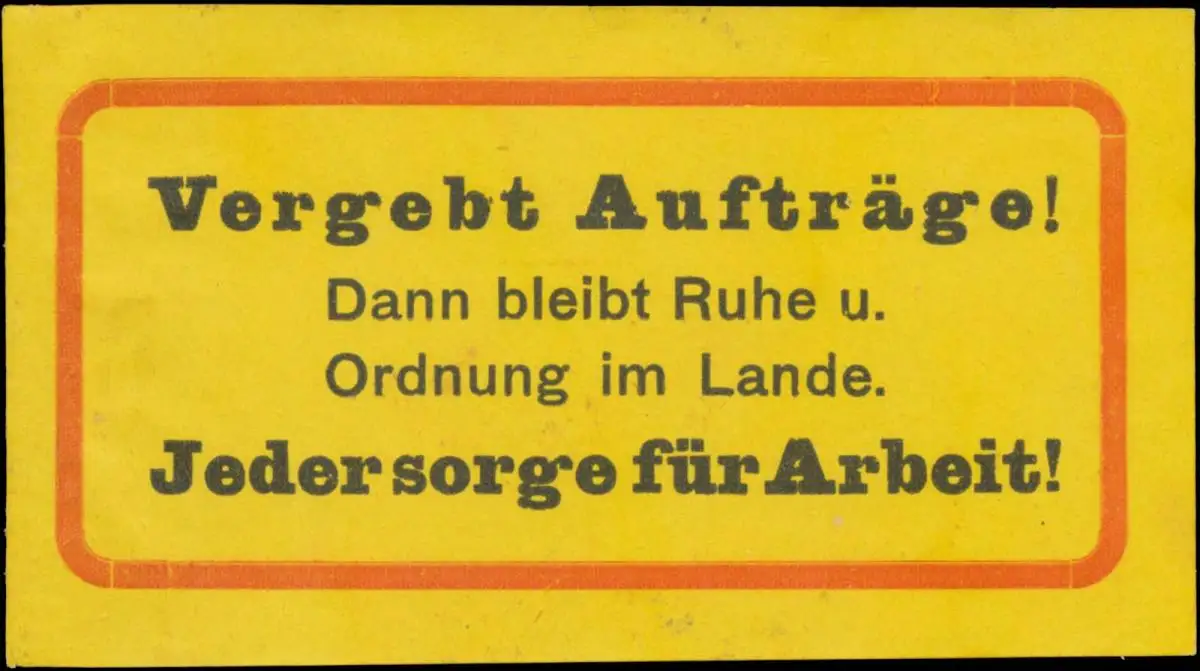 Vergebt Aufträge!
Dann bleibt Ruhe u.
Ordnung im Lande.
Jeder sorge für Arbeit!